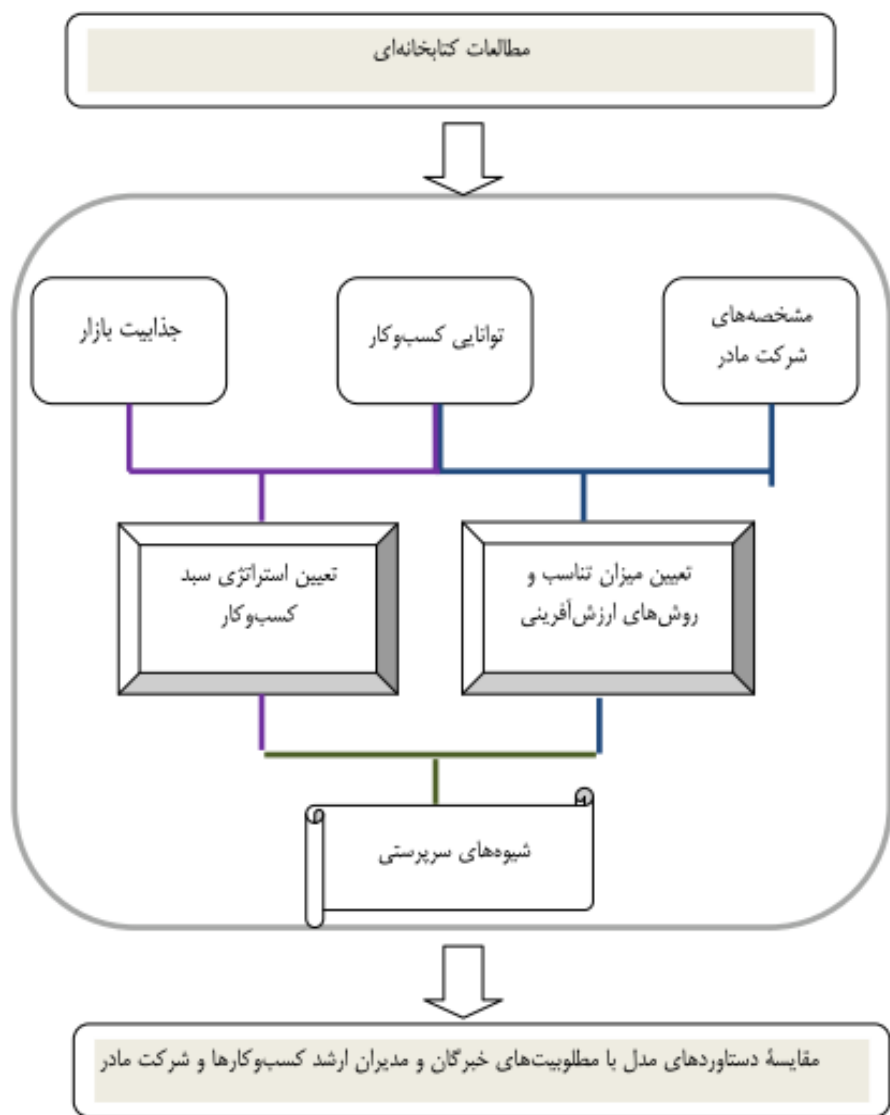 مطالعات کتابخانه‌ای
مشخصه‌های
شرکت مادر
توانایی کسب‌وکار
جذابیت بازار
تعیین میزان تناسب و
روش‌های ارزش‌آفرینی
تعیین استراتژی سبد
کسب‌وکار
شیوه‌های سرپرستی
مقایسهٔ دستاوردهای مدل با مطلوبیت‌های خبرگان و مدیران ارشد کسب‌وکارها و شرکت مادر